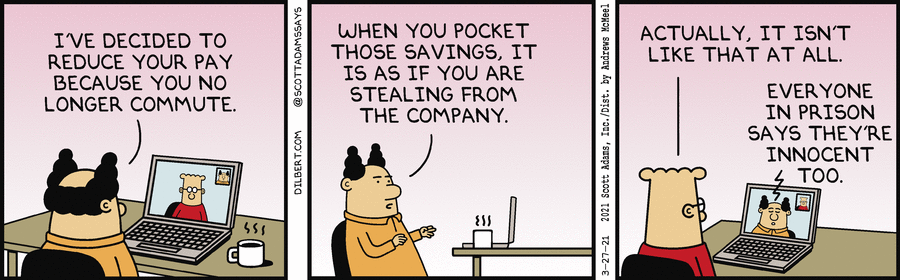 I'VE DECIDED TO
REDUCE YOUR PAY
BECAUSE YOU NO
LONGER COMMUTE.
DILBERT.COM @SCOTTADAMSSAYS
WHEN YOU POCKET
THOSE SAVINGS, IT
IS AS IF YOU ARE
STEALING FROM
THE COMPANY.
3-27-21 2021 Scott Adams, Inc./Dist. by Andrews McMeel
ACTUALLY, IT ISN'T
LIKE THAT AT ALL.
EVERYONE
IN PRISON
SAYS THEY'RE
INNOCENT
TOO.